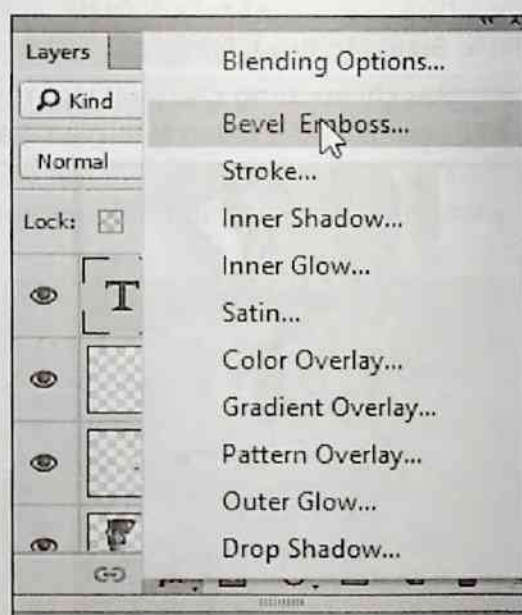 Layers
Blending Options...
Kind
Bevel Emboss...
Normal
Stroke...
Lock:
Inner Shadow...
Inner Glow...
T
Satin...
Color Overlay...
Gradient Overlay...
Pattern Overlay...
Outer Glow...
Drop Shadow...